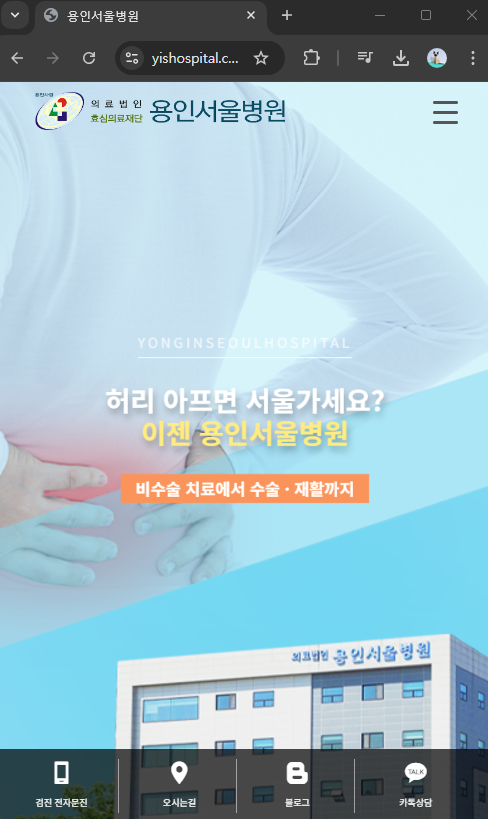 용인서울병원
yishospital.c...
용인서울
의료법인
효심의료재단
용인서울병원
YONGINSEOULHOSPITAL
허리 아프면 서울가세요?
이젠 용인서울병원
비수술 치료에서 수술 · 재활까지
의료법인 용인서울병원
TALK
검진 전자문진
오시는길
블로그
카톡상담